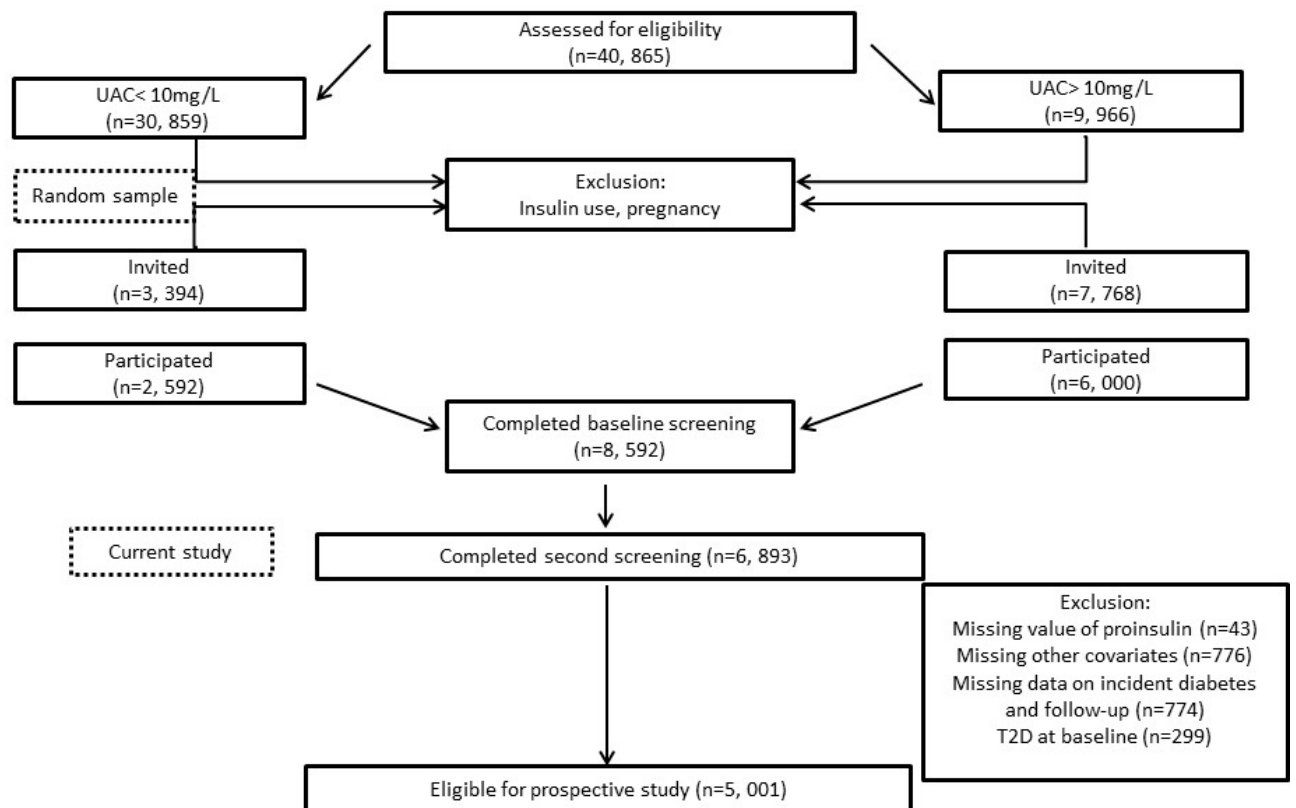 Assessed for eligibility
(n=40, 865)
UAC< 10mg/L
(n=30, 859)
UAC> 10mg/L
(n=9, 966)
Random sample
Exclusion:
Insulin use, pregnancy
Invited
(n=3, 394)
Invited
(n=7, 768)
Participated
(n=2, 592)
Participated
(n=6, 000)
Completed baseline screening
(n=8, 592)
Current study
Completed second screening (n=6, 893)
Exclusion:
Missing value of proinsulin (n=43)
Missing other covariates (n=776)
Missing data on incident diabetes
and follow-up (n=774)
T2D at baseline (n=299)
Eligible for prospective study (n=5, 001)